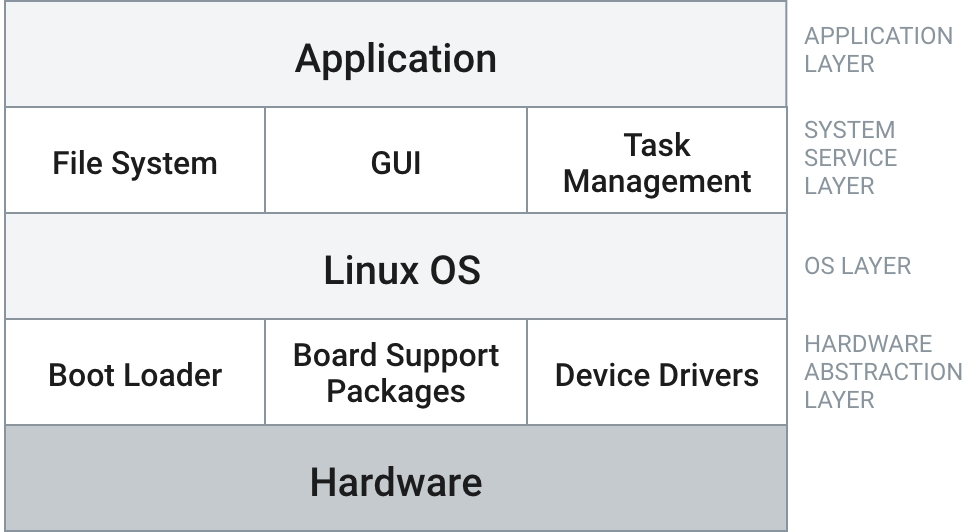 Application
APPLICATION
LAYER
File System
GUI
Task
Management
SYSTEM
SERVICE
LAYER
Linux OS
OS LAYER
Boot Loader
Board Support
Packages
Device Drivers
HARDWARE
ABSTRACTION
LAYER
Hardware